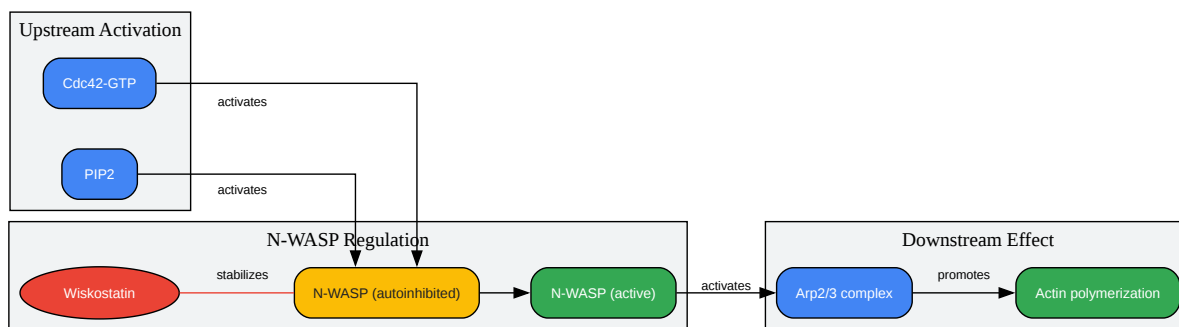 Upstream Activation
Cdc42-GTP
activates
PIP2
activates
N-WASP Regulation
Downstream Effect
Wiskostatin
stabilizes
N-WASP (autoinhibited)
N-WASP (active)
activates
Arp2/3 complex
promotes
Actin polymerization